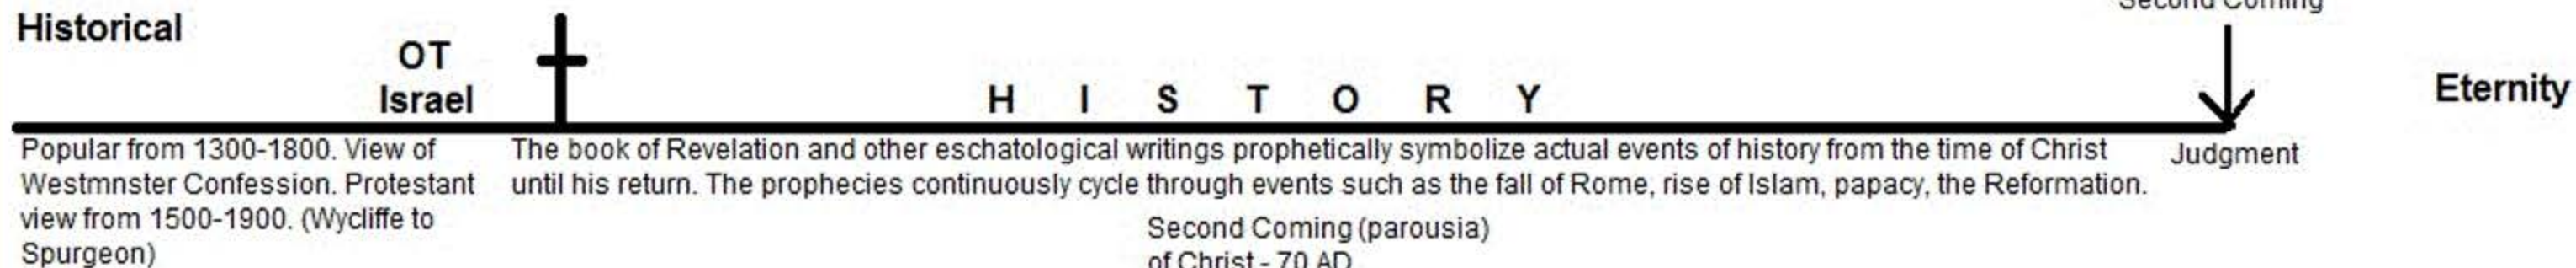 Second Coming
Historical
OT
Israel
H I S T O R Y
Eternity
Popular from 1300-1800. View of
Westmnster Confession. Protestant
view from 1500-1900. (Wycliffe to
Spurgeon)
The book of Revelation and other eschatological writings prophetically symbolize actual events of history from the time of Christ
until his return. The prophecies continuously cycle through events such as the fall of Rome, rise of Islam, papacy, the Reformation.
Judgment
Second Coming (parousia)
of Christ - 70 AD